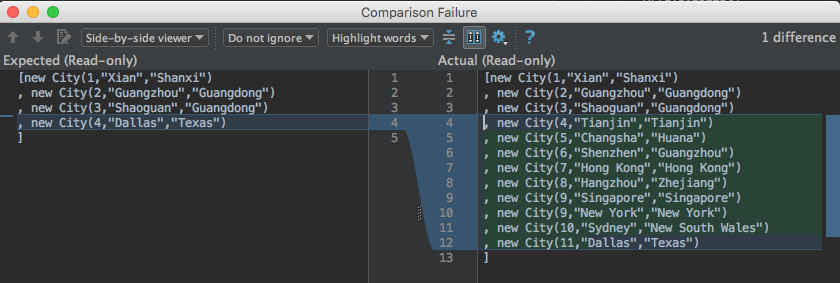 Comparison Failure
Side-by-side viewer Do not ignore Highlight words 1 difference
Expected (Read-only)
[new City(1,"Xian","Shanxi") 1
, new City(2,"Guangzhou","Guangdong") 2
, new City(3,"Shaoguan","Guangdong") 3
, new City(4,"Dallas","Texas") 4
] 5
Actual (Read-only)
1 [new City(1,"Xian","Shanxi")
2 , new City(2,"Guangzhou","Guangdong")
3 , new City(3,"Shaoguan","Guangdong")
4 , new City(4,"Tianjin","Tianjin")
5 , new City(5,"Changsha","Huana")
6 , new City(6,"Shenzhen","Guangzhou")
7 , new City(7,"Hong Kong","Hong Kong")
8 , new City(8,"Hangzhou","Zhejiang")
9 , new City(9,"Singapore","Singapore")
10 , new City(9,"New York","New York")
11 , new City(10,"Sydney","New South Wales")
12 , new City(11,"Dallas","Texas")
13 ]